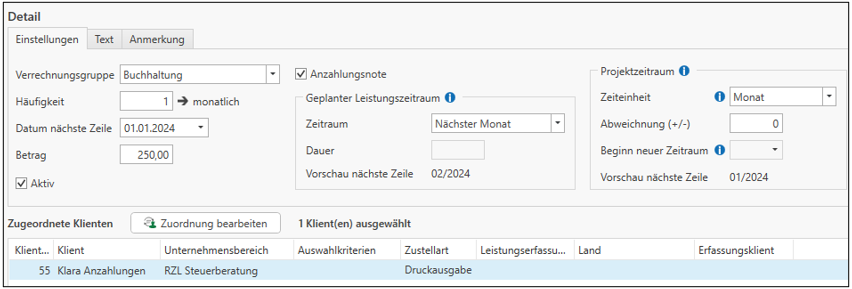 Detail
Einstellungen Text Anmerkung
Verrechnungsgruppe Buchhaltung Anzahlungsnote Projektzeitraum
Häufigkeit 1 → monatlich Geplanter Leistungszeitraum Zeiteinheit Monat
Datum nächste Zeile 01.01.2024 Zeitraum Nächster Monat Abweichnung (+/-) 0
Betrag 250,00 Dauer Beginn neuer Zeitraum
Aktiv Vorschau nächste Zeile 02/2024 Vorschau nächste Zeile 01/2024
Zugeordnete Klienten Zuordnung bearbeiten 1 Klient(en) ausgewählt
Klient... Klient Unternehmensbereich Auswahlkriterien Zustellart Leistungserfassu... Land Erfassungsklient
55 Klara Anzahlungen RZL Steuerberatung Druckausgabe